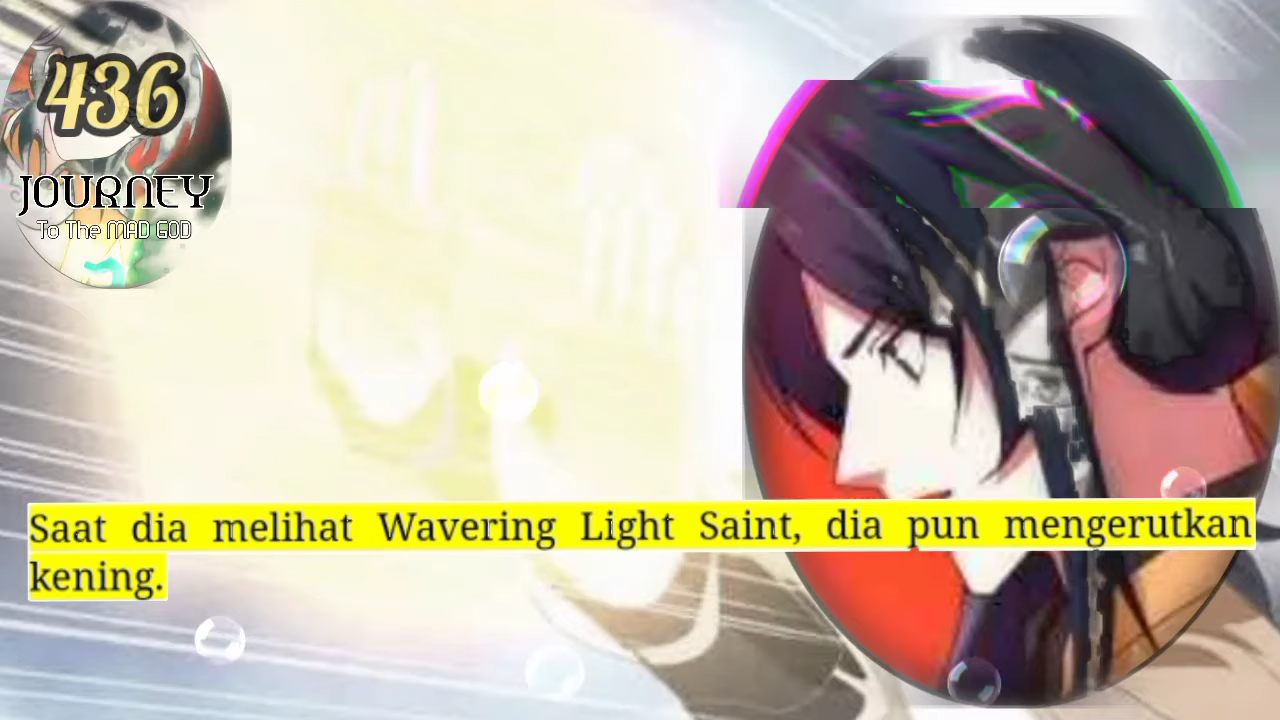 436
JOURNEY
To The MAD GOD
Saat dia melihat Wavering Light Saint, dia pun mengerutkan
kening.